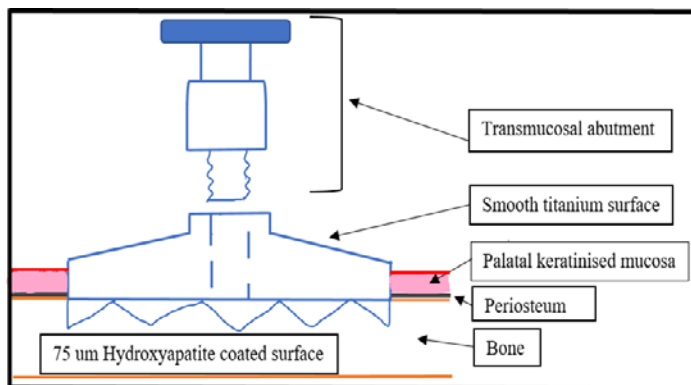 Transmucosal abutment
Smooth titanium surface
Palatal keratinised mucosa
Periosteum
Bone
75 um Hydroxyapatite coated surface